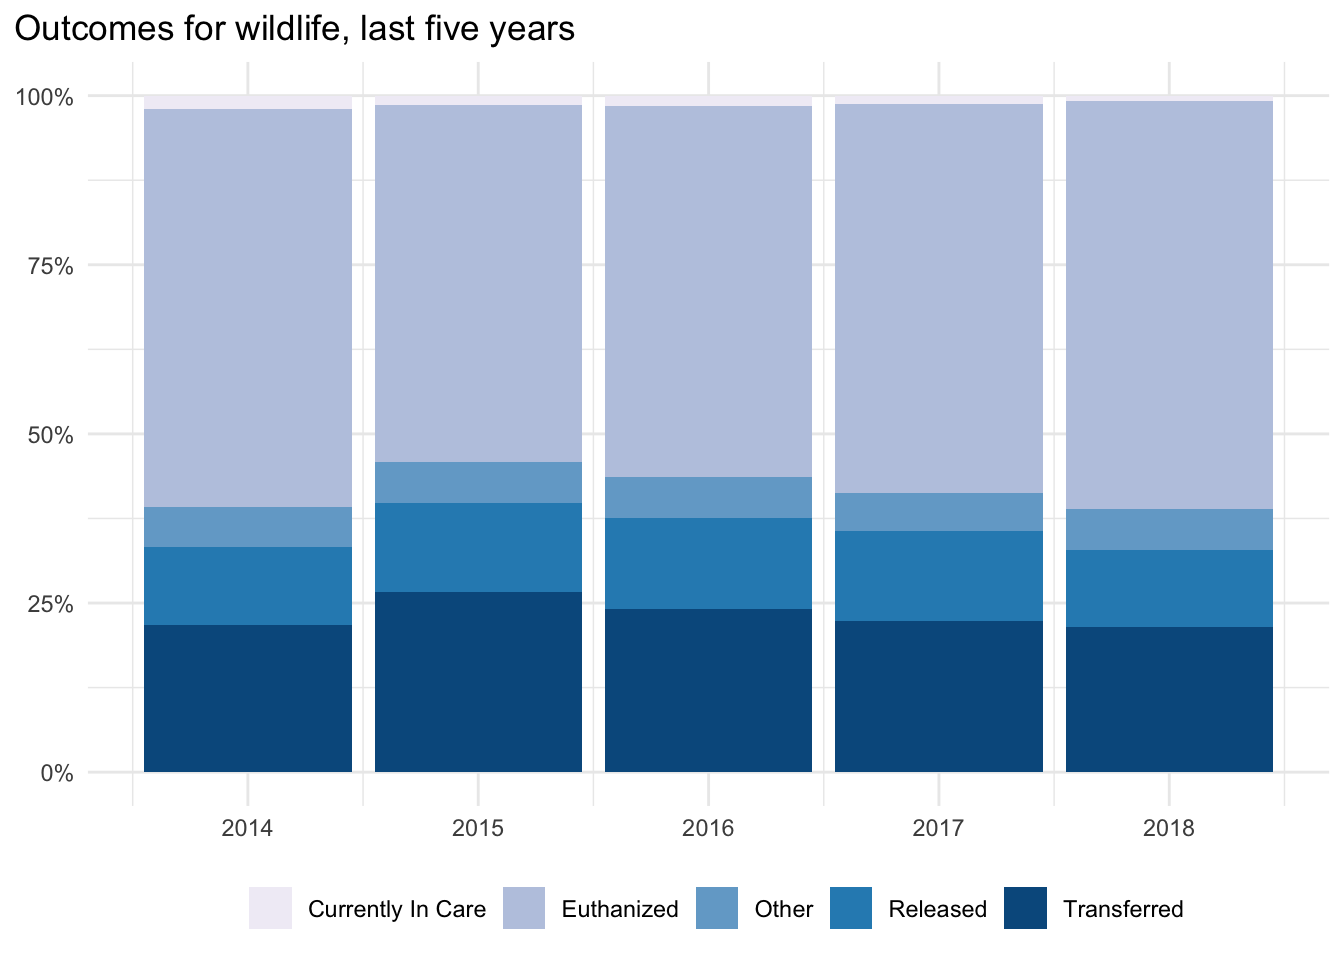 Outcomes for wildlife, last five years
100%
75%
50%
25%
0%
2014 2015 2016 2017 2018
Currently In Care Euthanized Other Released Transferred